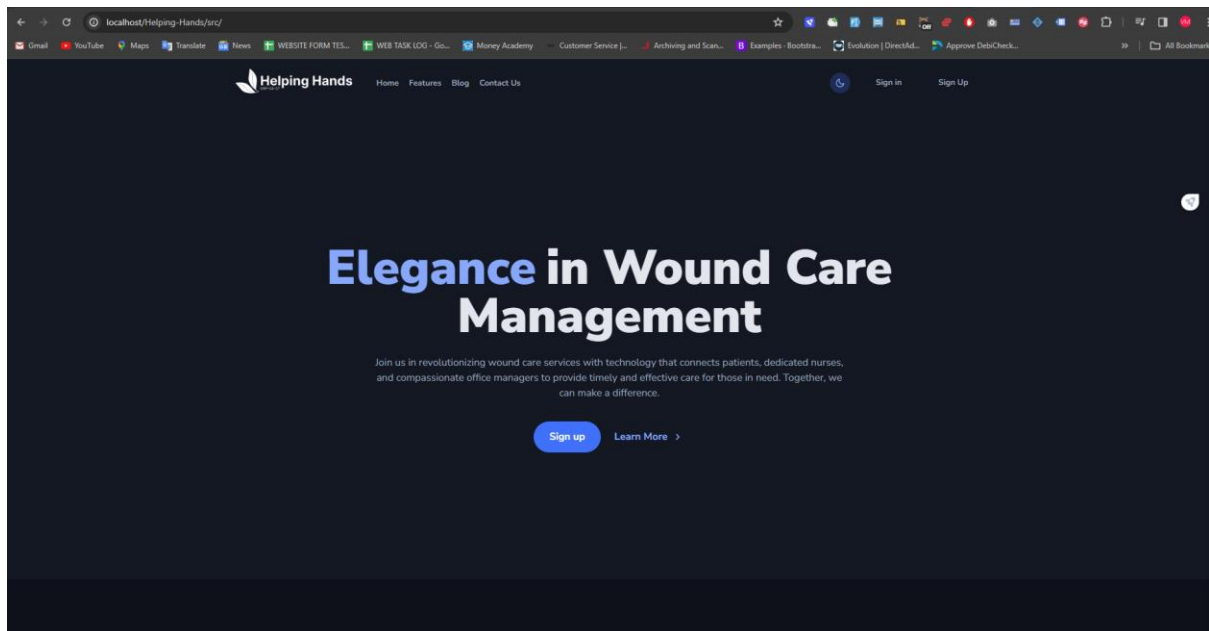 localhost/Helping-Hands/src/
Off
VM
Gmail YouTube Maps Translate News WEBSITE FORM TES... WEB TASK LOG - Go... Money Academy Customer Service |... Archiving and Scan... B Examples · Bootstra... Evolution | DirectAd... Approve DebiCheck... » All Bookmark
Helping Hands Home Features Blog Contact Us Sign in Sign Up
Elegance in Wound Care
Management
Join us in revolutionizing wound care services with technology that connects patients, dedicated nurses,
and compassionate office managers to provide timely and effective care for those in need. Together, we
can make a difference.
Sign up Learn More >